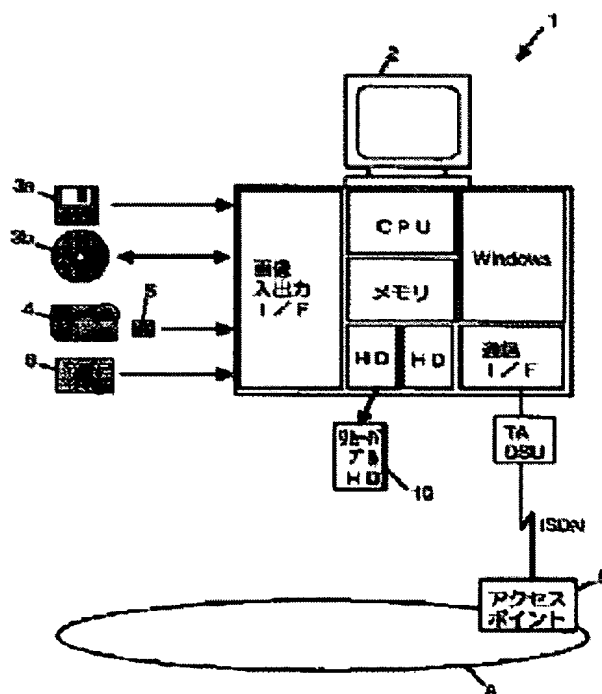 1
2
3a
3b
4
5
画像
入出力
I/F
CPU
メモリ
HD
HD
Windows
通信
I/F
リムーバ
ブル
HD
10
TA
DSU
ISDN
アクセス
ポイント
A